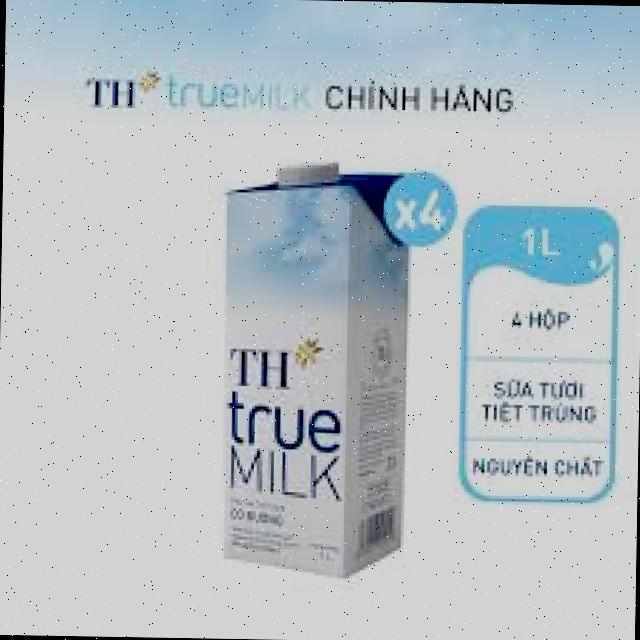 TH true MILK CHÍNH HÃNG
x4
1L
4 HỘP
SỮA TƯƠI
TIỆT TRÙNG
NGUYÊN CHẤT
TH
true
MILK
CÓ ĐƯỜNG
1L